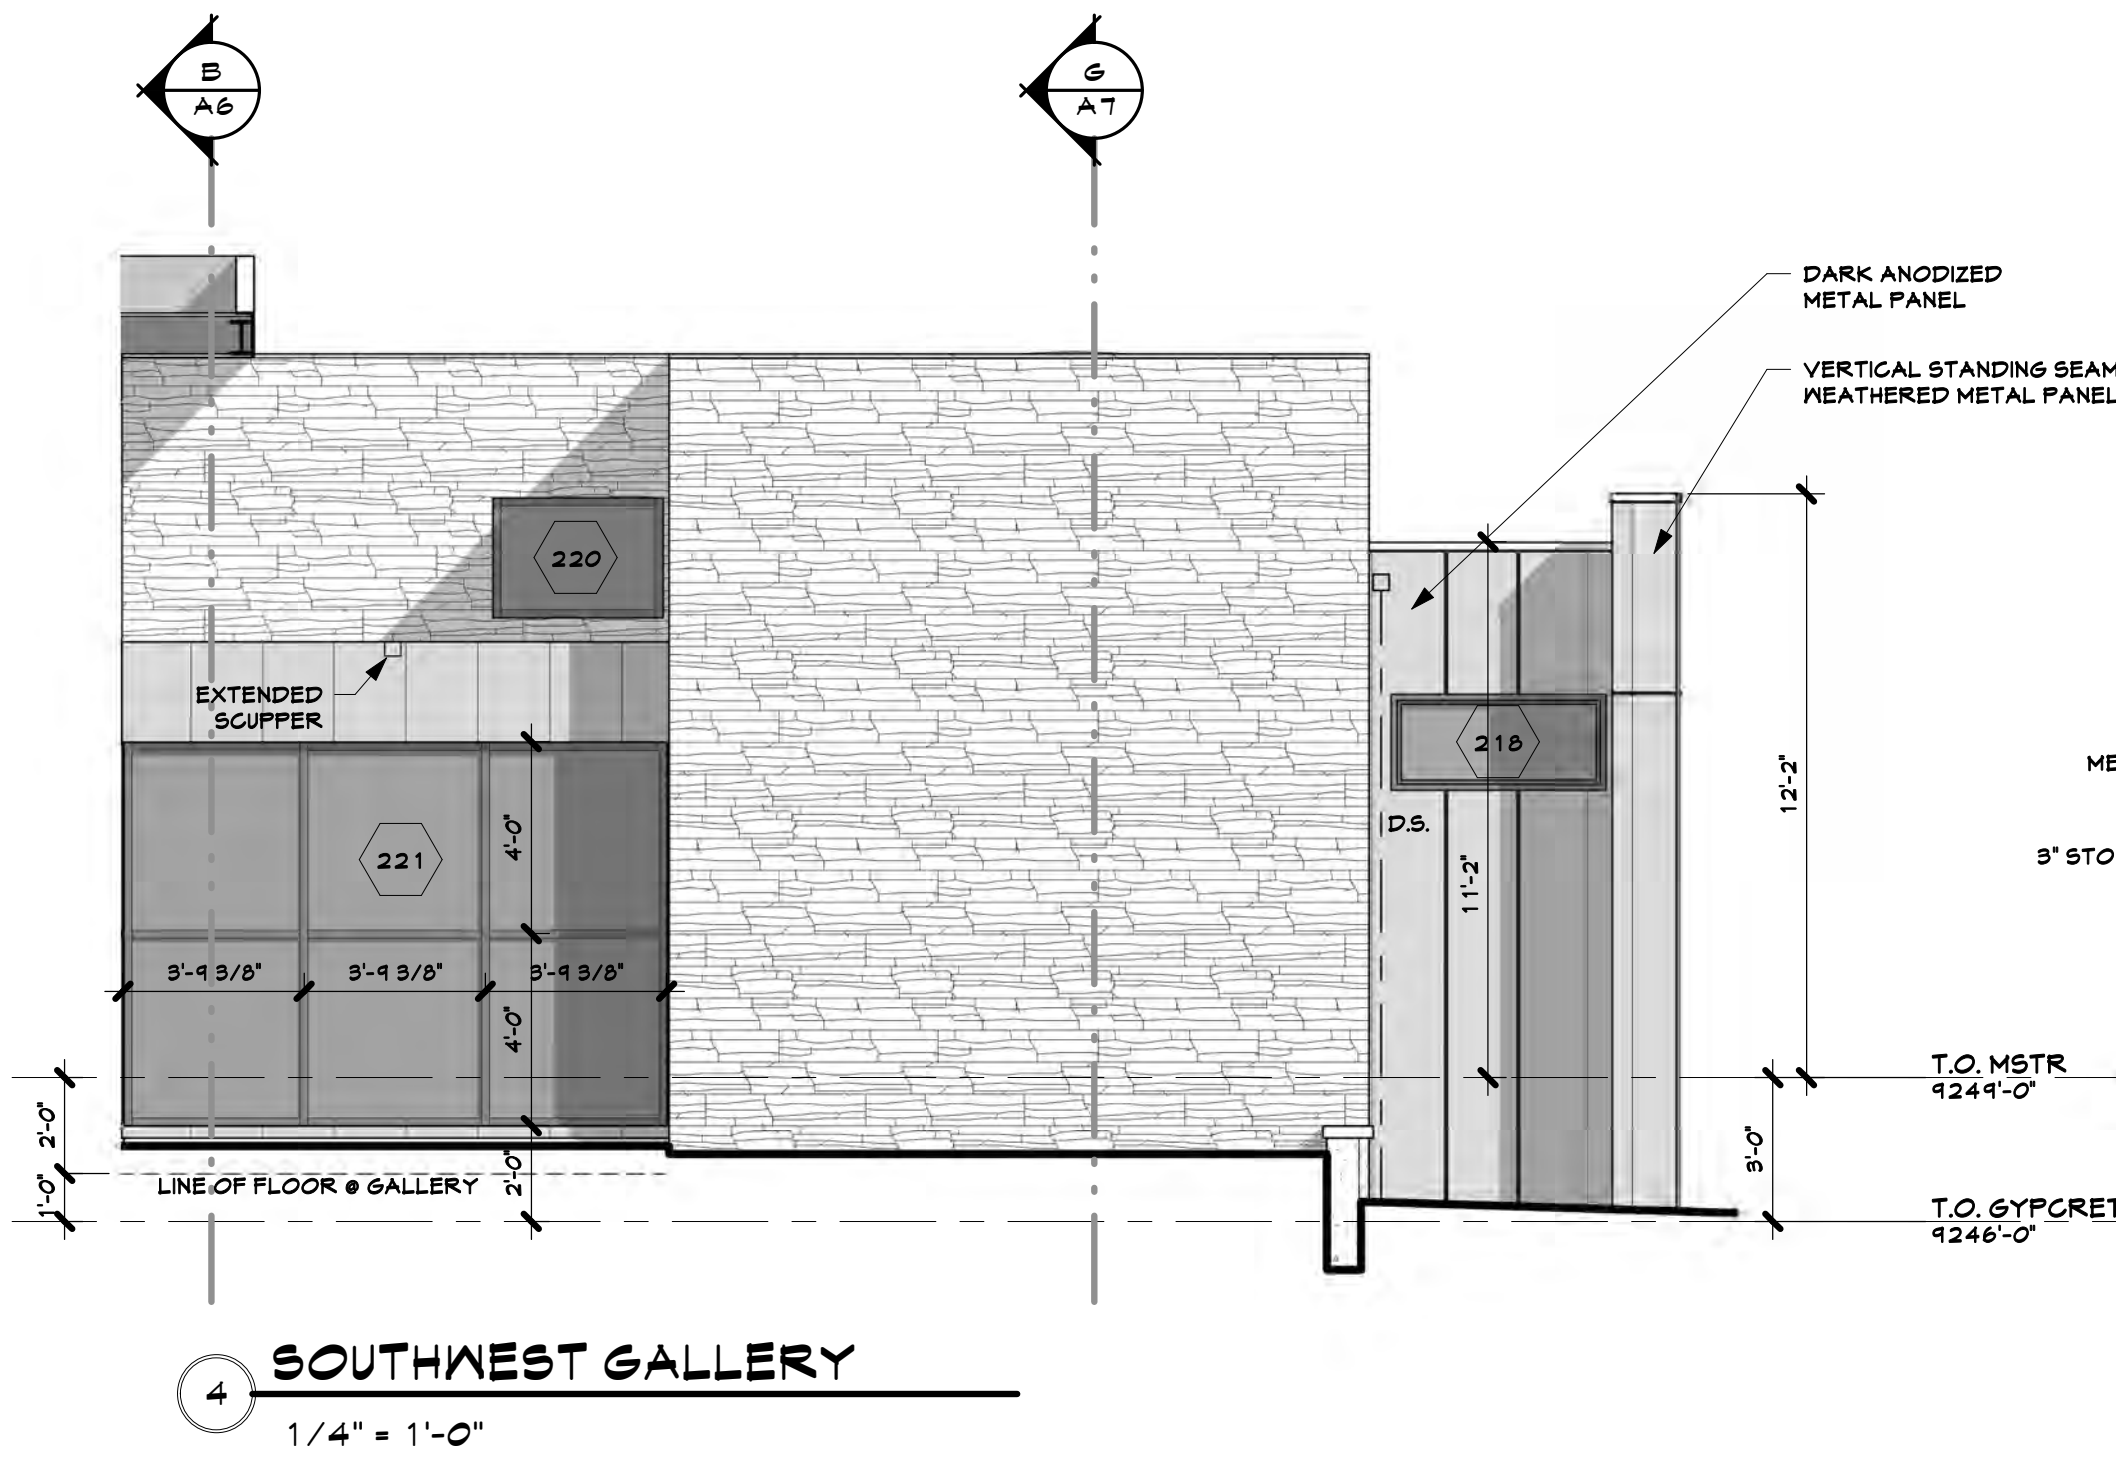 B
A6
G
A7
DARK ANODIZED
METAL PANEL
VERTICAL STANDING SEAM
WEATHERED METAL PANEL
220
EXTENDED
SCUPPER
218
12'-2"
ME
4'-0"
D.S.
221
3" STO
11'-2"
3'-9 3/8"
3'-9 3/8"
3'-9 3/8"
4'-0"
T.O. MSTR
9249'-0"
2'-0"
3'-0"
LINE OF FLOOR @ GALLERY
2'-0"
1'-0"
T.O. GYPCRET
9246'-0"
4
SOUTHWEST GALLERY
1/4" = 1'-0"